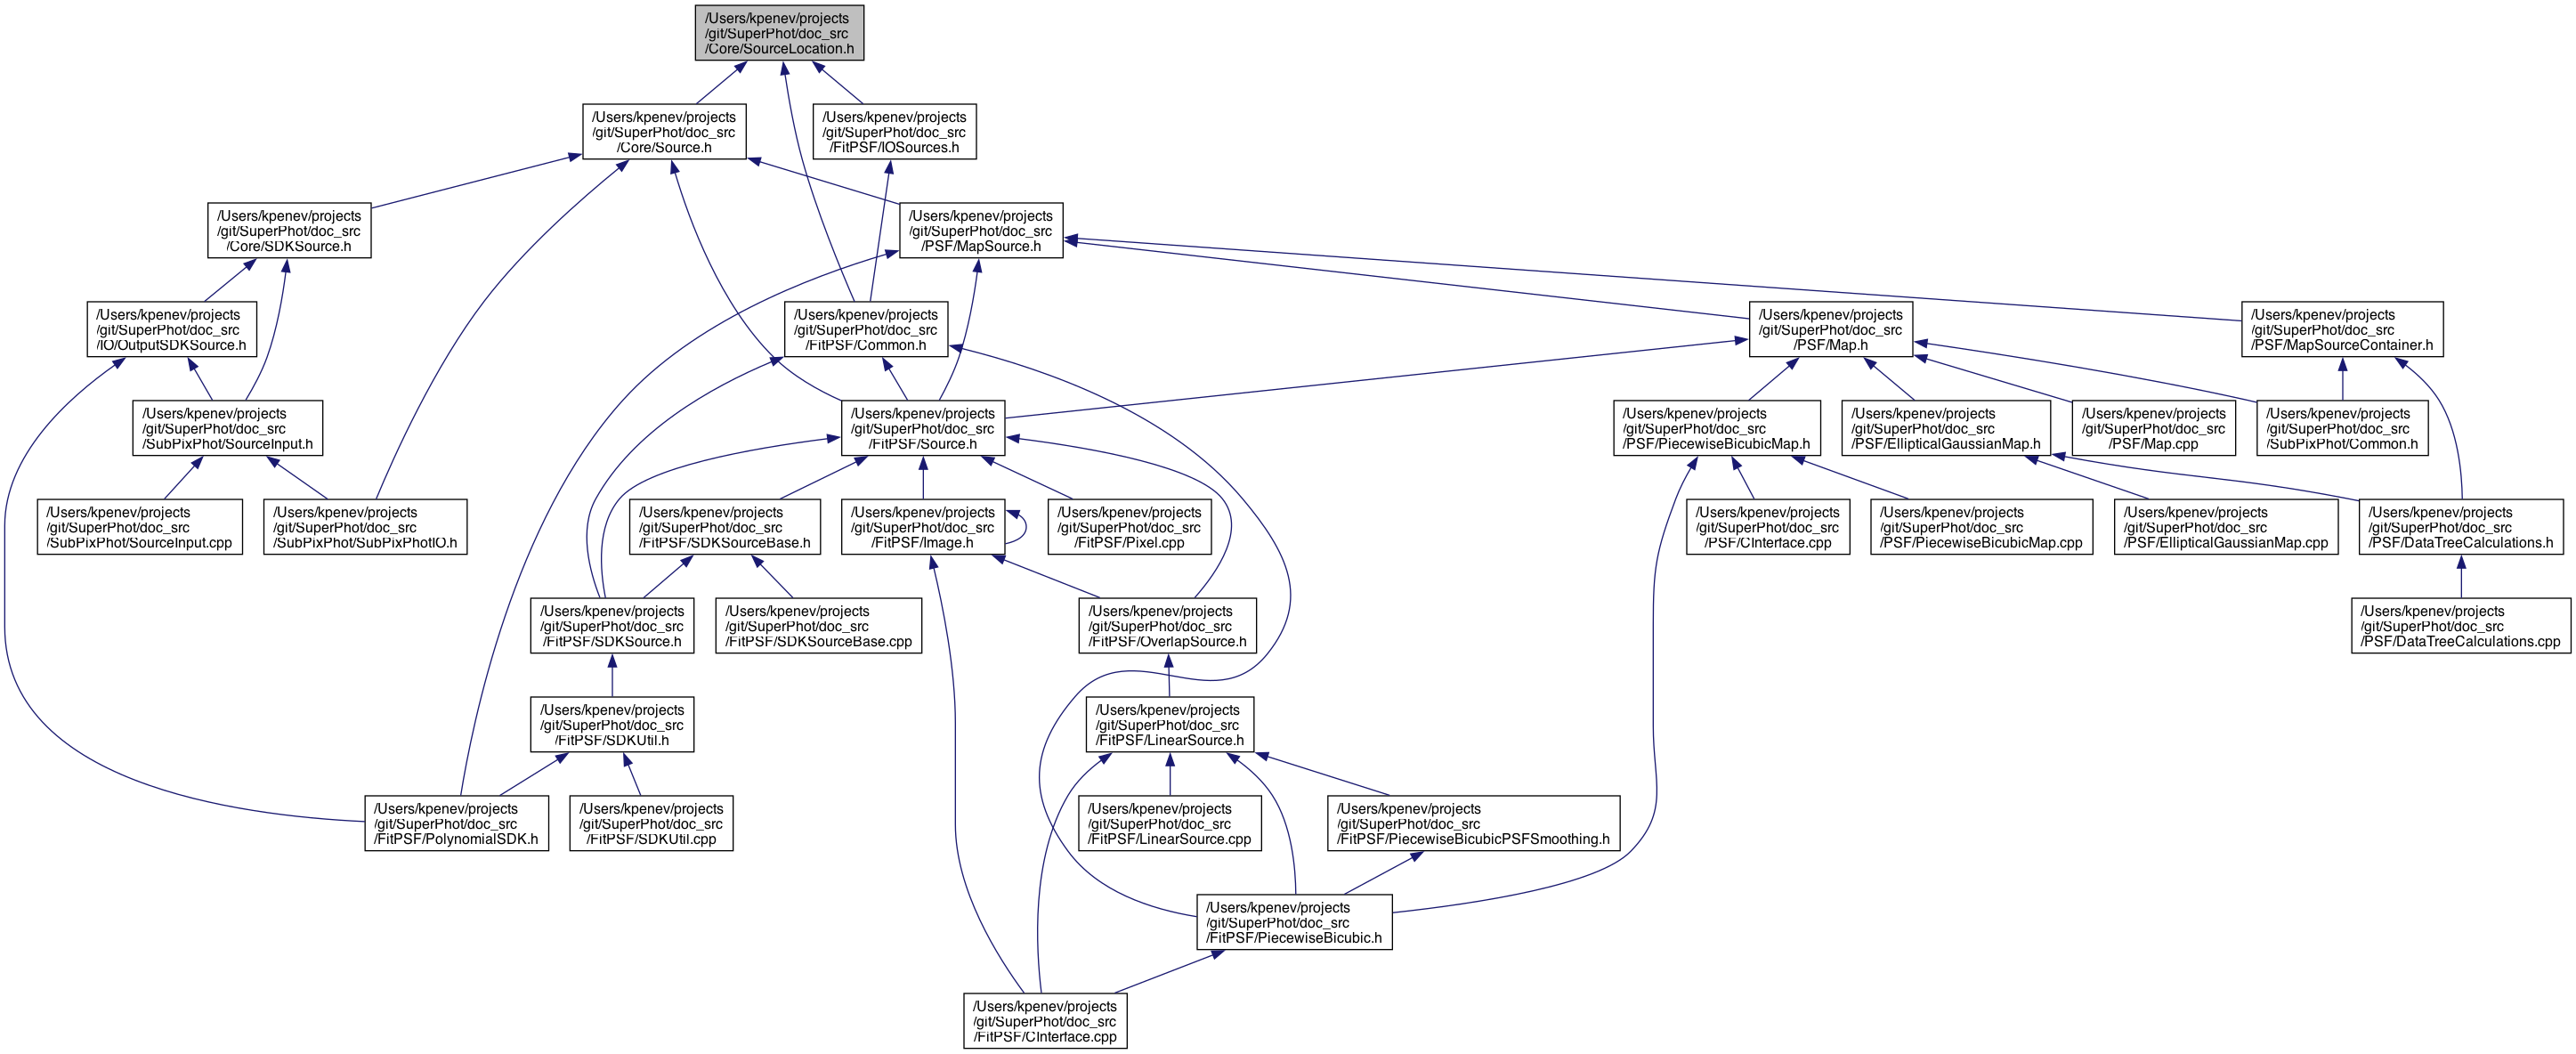 /Users/kpenev/projects
/git/SuperPhot/doc_src
/Core/SourceLocation.h
/Users/kpenev/projects
/git/SuperPhot/doc_src
/Core/Source.h
/Users/kpenev/projects
/git/SuperPhot/doc_src
/FitPSF/IOSources.h
/Users/kpenev/projects
/git/SuperPhot/doc_src
/Core/SDKSource.h
/Users/kpenev/projects
/git/SuperPhot/doc_src
/PSF/MapSource.h
/Users/kpenev/projects
/git/SuperPhot/doc_src
/IO/OutputSDKSource.h
/Users/kpenev/projects
/git/SuperPhot/doc_src
/FitPSF/Common.h
/Users/kpenev/projects
/git/SuperPhot/doc_src
/PSF/Map.h
/Users/kpenev/projects
/git/SuperPhot/doc_src
/PSF/MapSourceContainer.h
/Users/kpenev/projects
/git/SuperPhot/doc_src
/SubPixPhot/SourceInput.h
/Users/kpenev/projects
/git/SuperPhot/doc_src
/FitPSF/Source.h
/Users/kpenev/projects
/git/SuperPhot/doc_src
/PSF/PiecewiseBicubicMap.h
/Users/kpenev/projects
/git/SuperPhot/doc_src
/PSF/EllipticalGaussianMap.h
/Users/kpenev/projects
/git/SuperPhot/doc_src
/PSF/Map.cpp
/Users/kpenev/projects
/git/SuperPhot/doc_src
/SubPixPhot/Common.h
/Users/kpenev/projects
/git/SuperPhot/doc_src
/SubPixPhot/SourceInput.cpp
/Users/kpenev/projects
/git/SuperPhot/doc_src
/SubPixPhot/SubPixPhotIO.h
/Users/kpenev/projects
/git/SuperPhot/doc_src
/FitPSF/SDKSourceBase.h
/Users/kpenev/projects
/git/SuperPhot/doc_src
/FitPSF/Image.h
/Users/kpenev/projects
/git/SuperPhot/doc_src
/FitPSF/Pixel.cpp
/Users/kpenev/projects
/git/SuperPhot/doc_src
/PSF/CInterface.cpp
/Users/kpenev/projects
/git/SuperPhot/doc_src
/PSF/PiecewiseBicubicMap.cpp
/Users/kpenev/projects
/git/SuperPhot/doc_src
/PSF/EllipticalGaussianMap.cpp
/Users/kpenev/projects
/git/SuperPhot/doc_src
/PSF/DataTreeCalculations.h
/Users/kpenev/projects
/git/SuperPhot/doc_src
/FitPSF/SDKSource.h
/Users/kpenev/projects
/git/SuperPhot/doc_src
/FitPSF/SDKSourceBase.cpp
/Users/kpenev/projects
/git/SuperPhot/doc_src
/FitPSF/OverlapSource.h
/Users/kpenev/projects
/git/SuperPhot/doc_src
/PSF/DataTreeCalculations.cpp
/Users/kpenev/projects
/git/SuperPhot/doc_src
/FitPSF/SDKUtil.h
/Users/kpenev/projects
/git/SuperPhot/doc_src
/FitPSF/LinearSource.h
/Users/kpenev/projects
/git/SuperPhot/doc_src
/FitPSF/PolynomialSDK.h
/Users/kpenev/projects
/git/SuperPhot/doc_src
/FitPSF/SDKUtil.cpp
/Users/kpenev/projects
/git/SuperPhot/doc_src
/FitPSF/LinearSource.cpp
/Users/kpenev/projects
/git/SuperPhot/doc_src
/FitPSF/PiecewiseBicubicPSFSmoothing.h
/Users/kpenev/projects
/git/SuperPhot/doc_src
/FitPSF/PiecewiseBicubic.h
/Users/kpenev/projects
/git/SuperPhot/doc_src
/FitPSF/CInterface.cpp